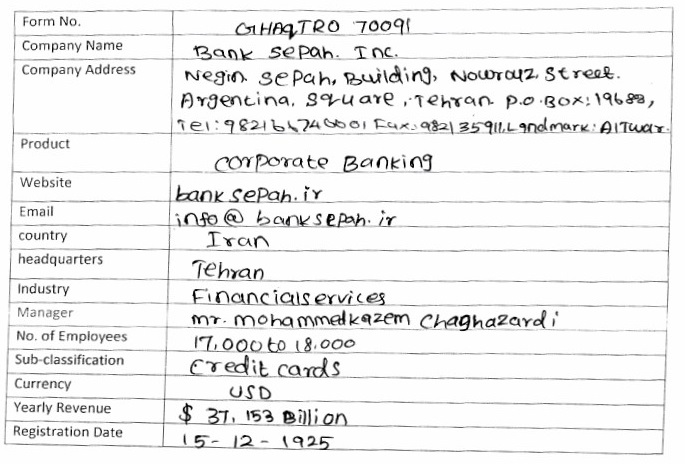 Form No. GHAQTRO 70091
Company Name Bank sepah. Inc.
Company Address Negin sepah, Building, Nowrouz, Street.
Argentina, square, Tehran P.O.Box: 19688,
Fax: 982135911, Landmark: AlTwar.
Product corporate Banking
Website bank sepah.ir
Email info@banksepah.ir
country Iran
headquarters Tehran
Industry Financialservices
Manager mr. mohammedkazem Chaghazardi
No. of Employees 17,000 to 18,000
Sub-classification Credit cards
Currency USD
Yearly Revenue $ 37, 153 Billion
Registration Date 15-12-1925